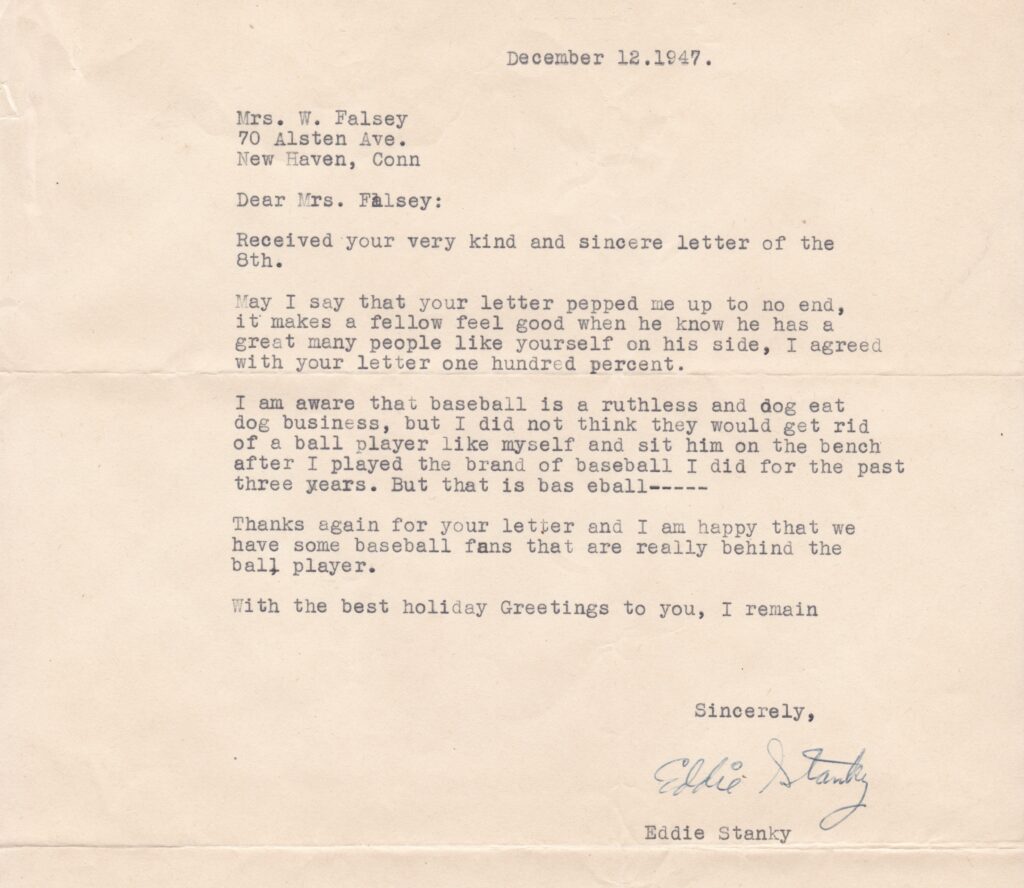 December 12.1947.
Mrs. W. Falsey
70 Alsten Ave.
New Haven, Conn
Dear Mrs. Falsey:
Received your very kind and sincere letter of the
8th.
May I say that your letter pepped me up to no end,
it makes a fellow feel good when he know he has a
great many people like yourself on his side, I agreed
with your letter one hundred percent.
I am aware that baseball is a ruthless and dog eat
dog business, but I did not think they would get rid
of a ball player like myself and sit him on the bench
after I played the brand of baseball I did for the past
three years. But that is bas eball-----
Thanks again for your letter and I am happy that we
have some baseball fans that are really behind the
ball player.
With the best holiday Greetings to you, I remain
Sincerely,
Eddie Stanky
Eddie Stanky